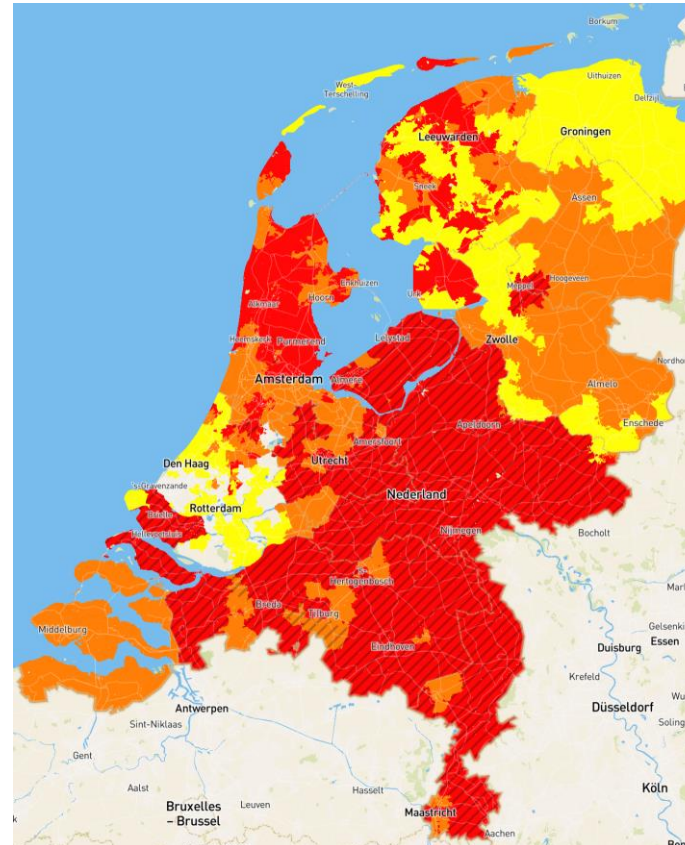 Borkum
Uithuizen
West-
Terschelling
Delfzijl
Leeuwarden
Groningen
Sneek
Assen
Enkhuizen
Hoorn
Urk
Meppel
Hoogeveen
Alkmaar
Heemskerk
Purmerend
Lelystad
Zwolle
Nordho
Amsterdam
Almere
Almelo
Enschede
Amersfoort
Apeldoorn
Den Haag
Utrecht
's-Gravenzande
Rotterdam
Nederland
Brielle
Hellevoetsluis
Nijmegen
Bocholt
Hertogenbosch
Mar
Breda
Tilburg
Middelburg
Eindhoven
Gelsenki
Duisburg
Essen
Krefeld
Wu
Antwerpen
Düsseldorf
Sint-Niklaas
Soling
Gent
Aalst
Hasselt
Köln
Bruxelles
– Brussel
Leuven
Maastricht
Aachen